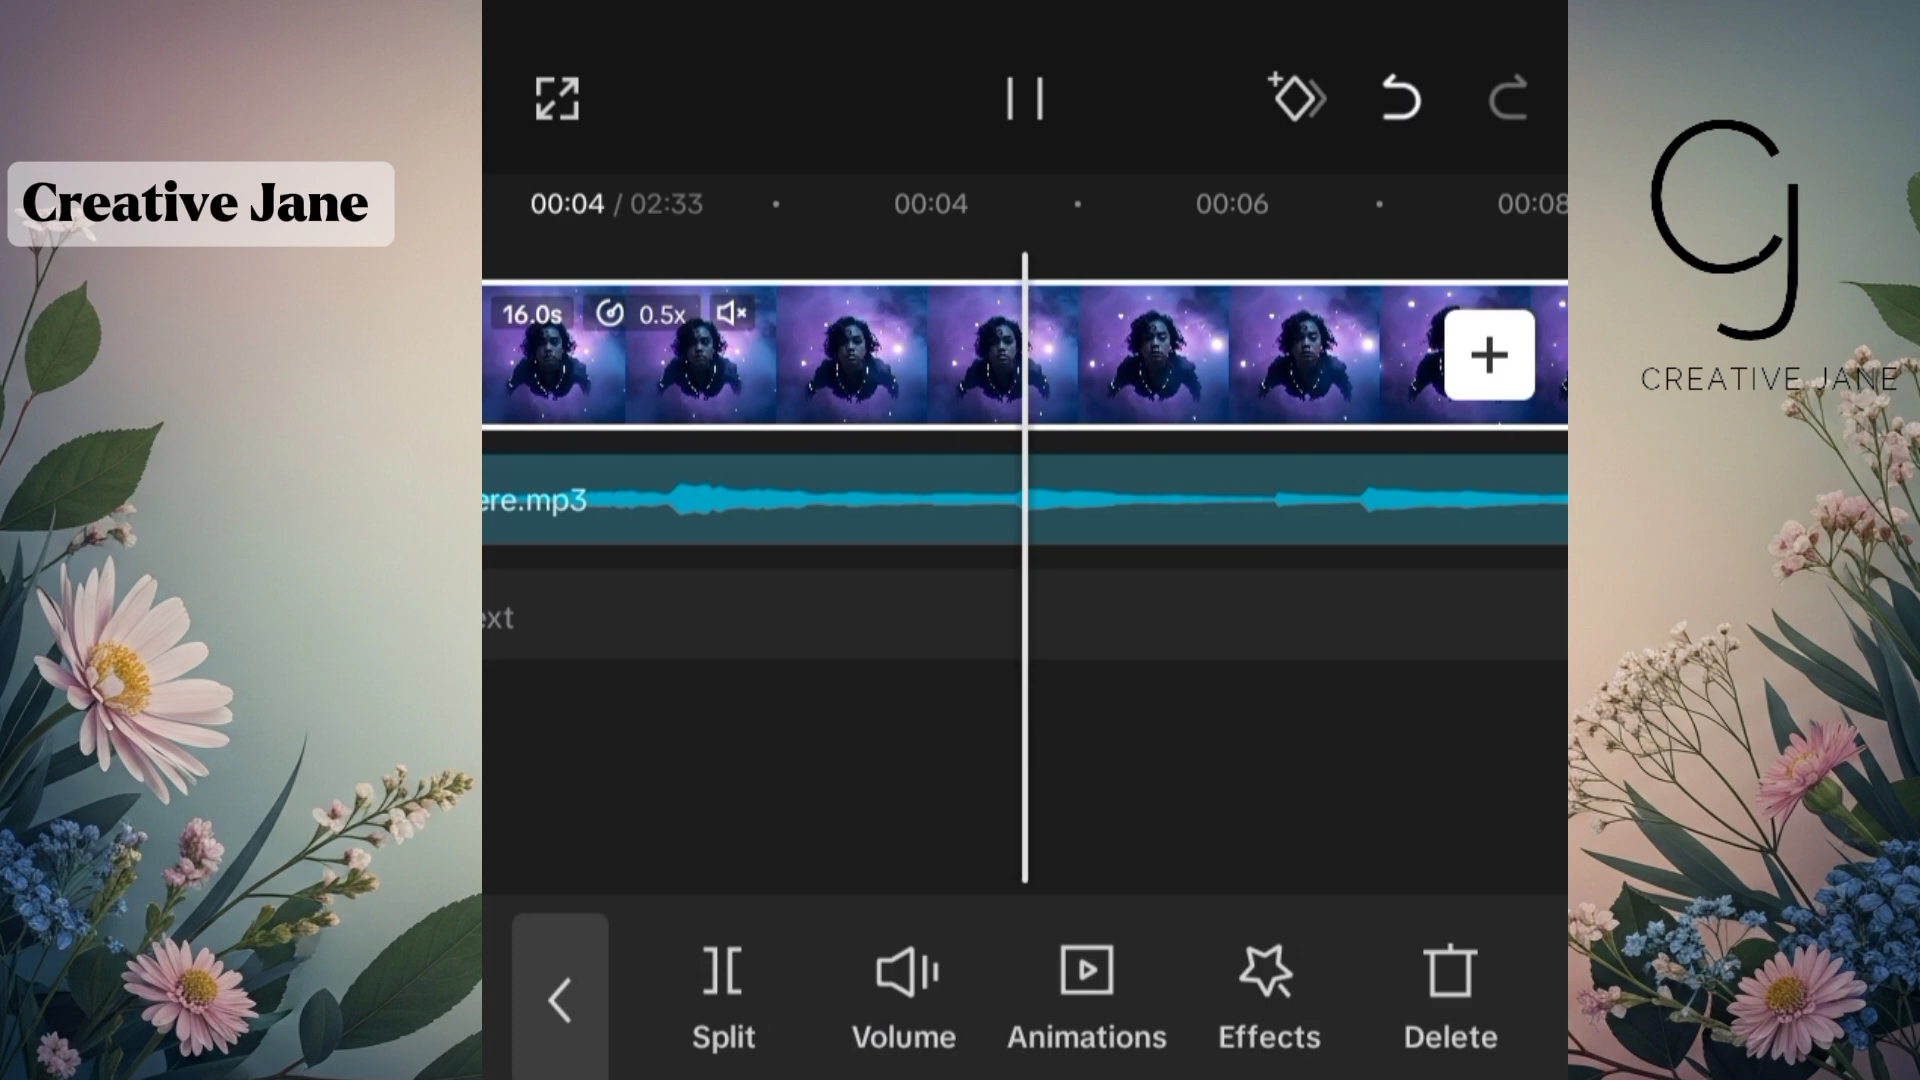 Creative Jane
00:04 / 02:33
00:04
00:06
00:08
16.0s
0.5x
ere.mp3
ext
Split
Volume
Animations
Effects
Delete
CJ
CREATIVE JANE